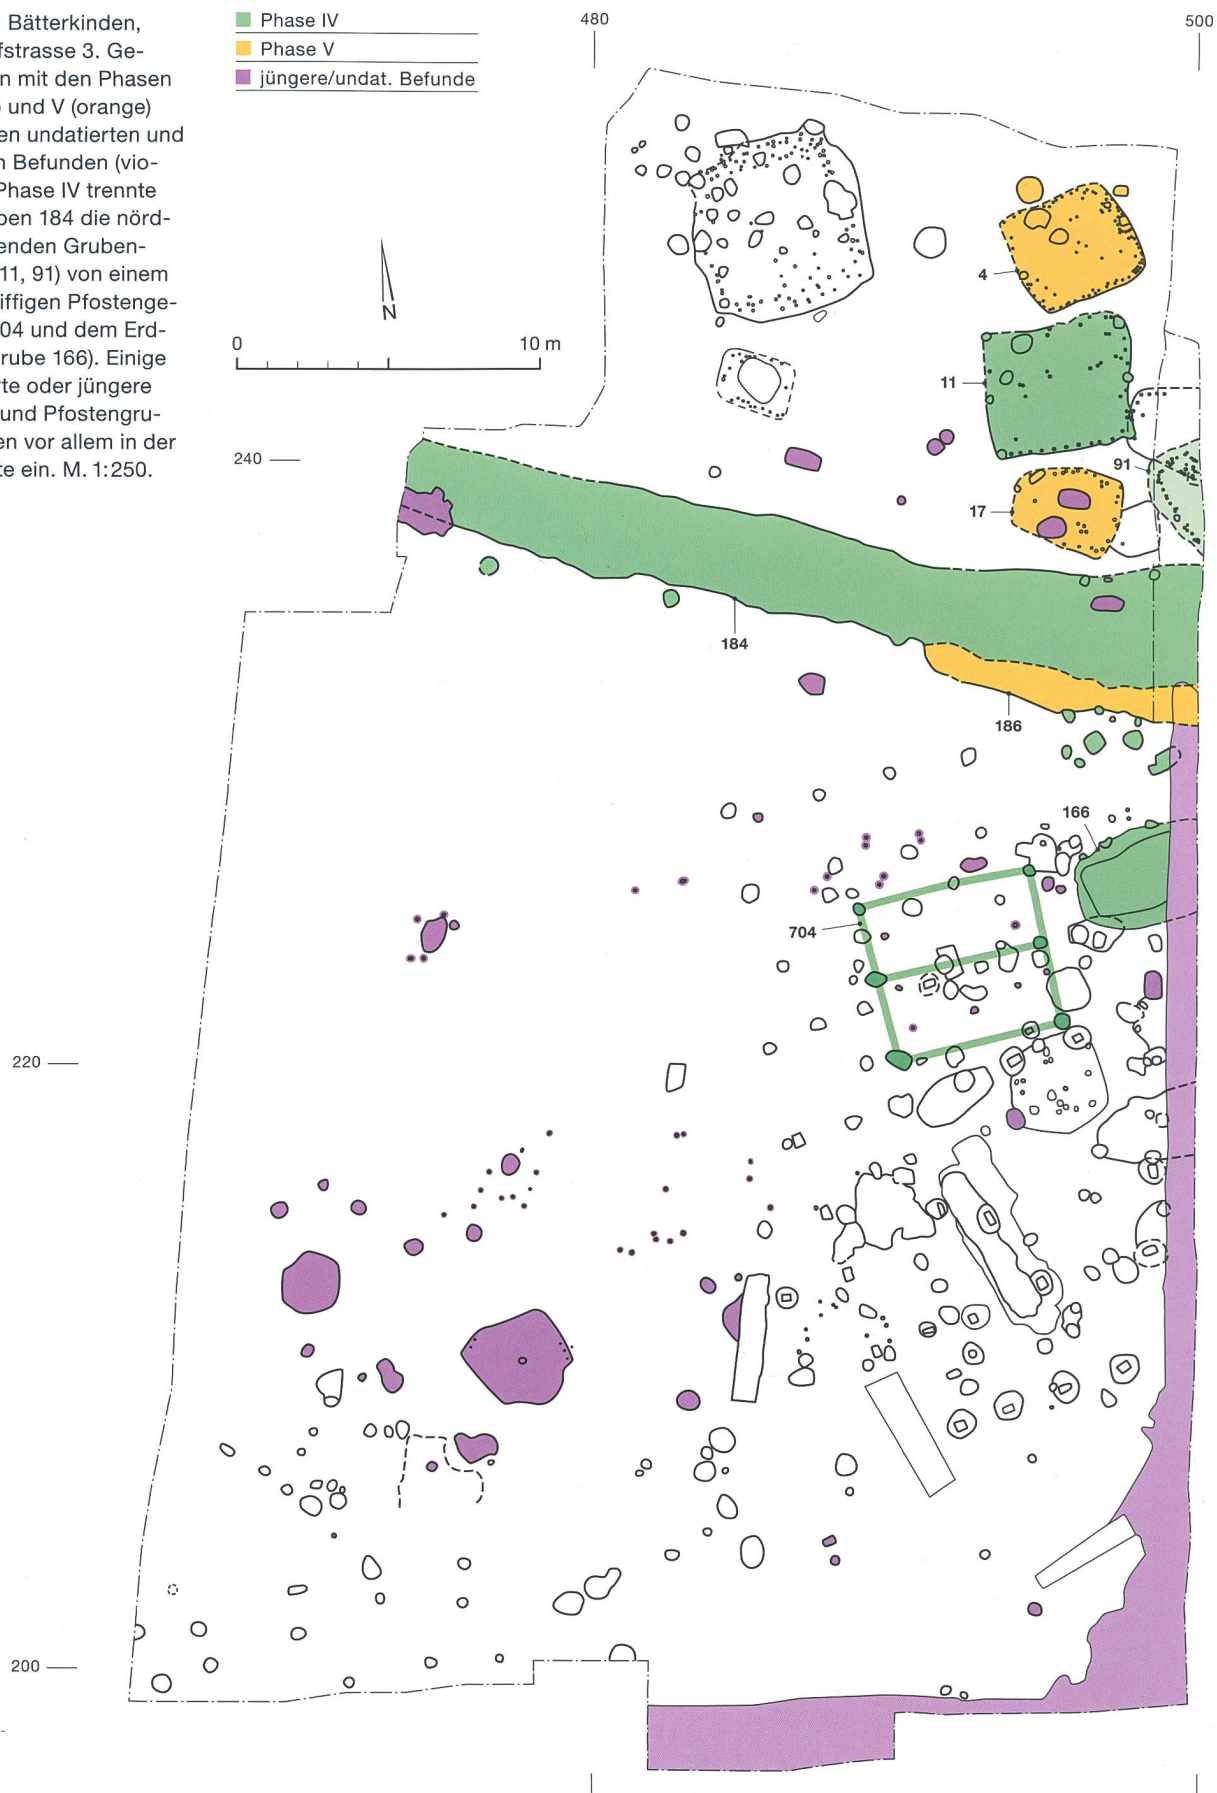 Bätterkinden,
fstrasse 3. Ge-
n mit den Phasen
und V (orange)
en undatierten und
n Befunden (vio-
Phase IV trennte
ben 184 die nörd-
enden Gruben-
11, 91) von einem
iffigen Pfostenge-
04 und dem Erd-
rube 166). Einige
rte oder jüngere
und Pfostengru-
en vor allem in der
te ein. M. 1:250.
Phase IV
Phase V
jüngere/undat. Befunde
480
500
N
0 10 m
4
11
240
91
17
184
186
166
704
220
200